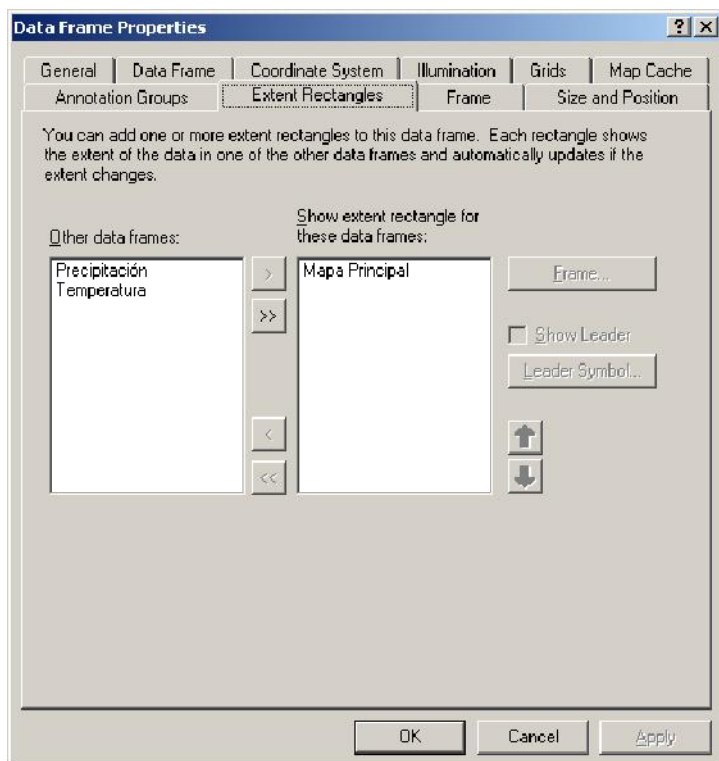 Data Frame Properties
General
Data Frame
Coordinate System
Illumination
Grids
Map Cache
Annotation Groups
Extent Rectangles
Frame
Size and Position
You can add one or more extent rectangles to this data frame. Each rectangle shows
the extent of the data in one of the other data frames and automatically updates if the
extent changes.
Other data frames:
Precipitación
Temperatura
>
>>
<
<<
Show extent rectangle for
these data frames:
Mapa Principal
Frame...
Show Leader
Leader Symbol...
OK
Cancel
Apply